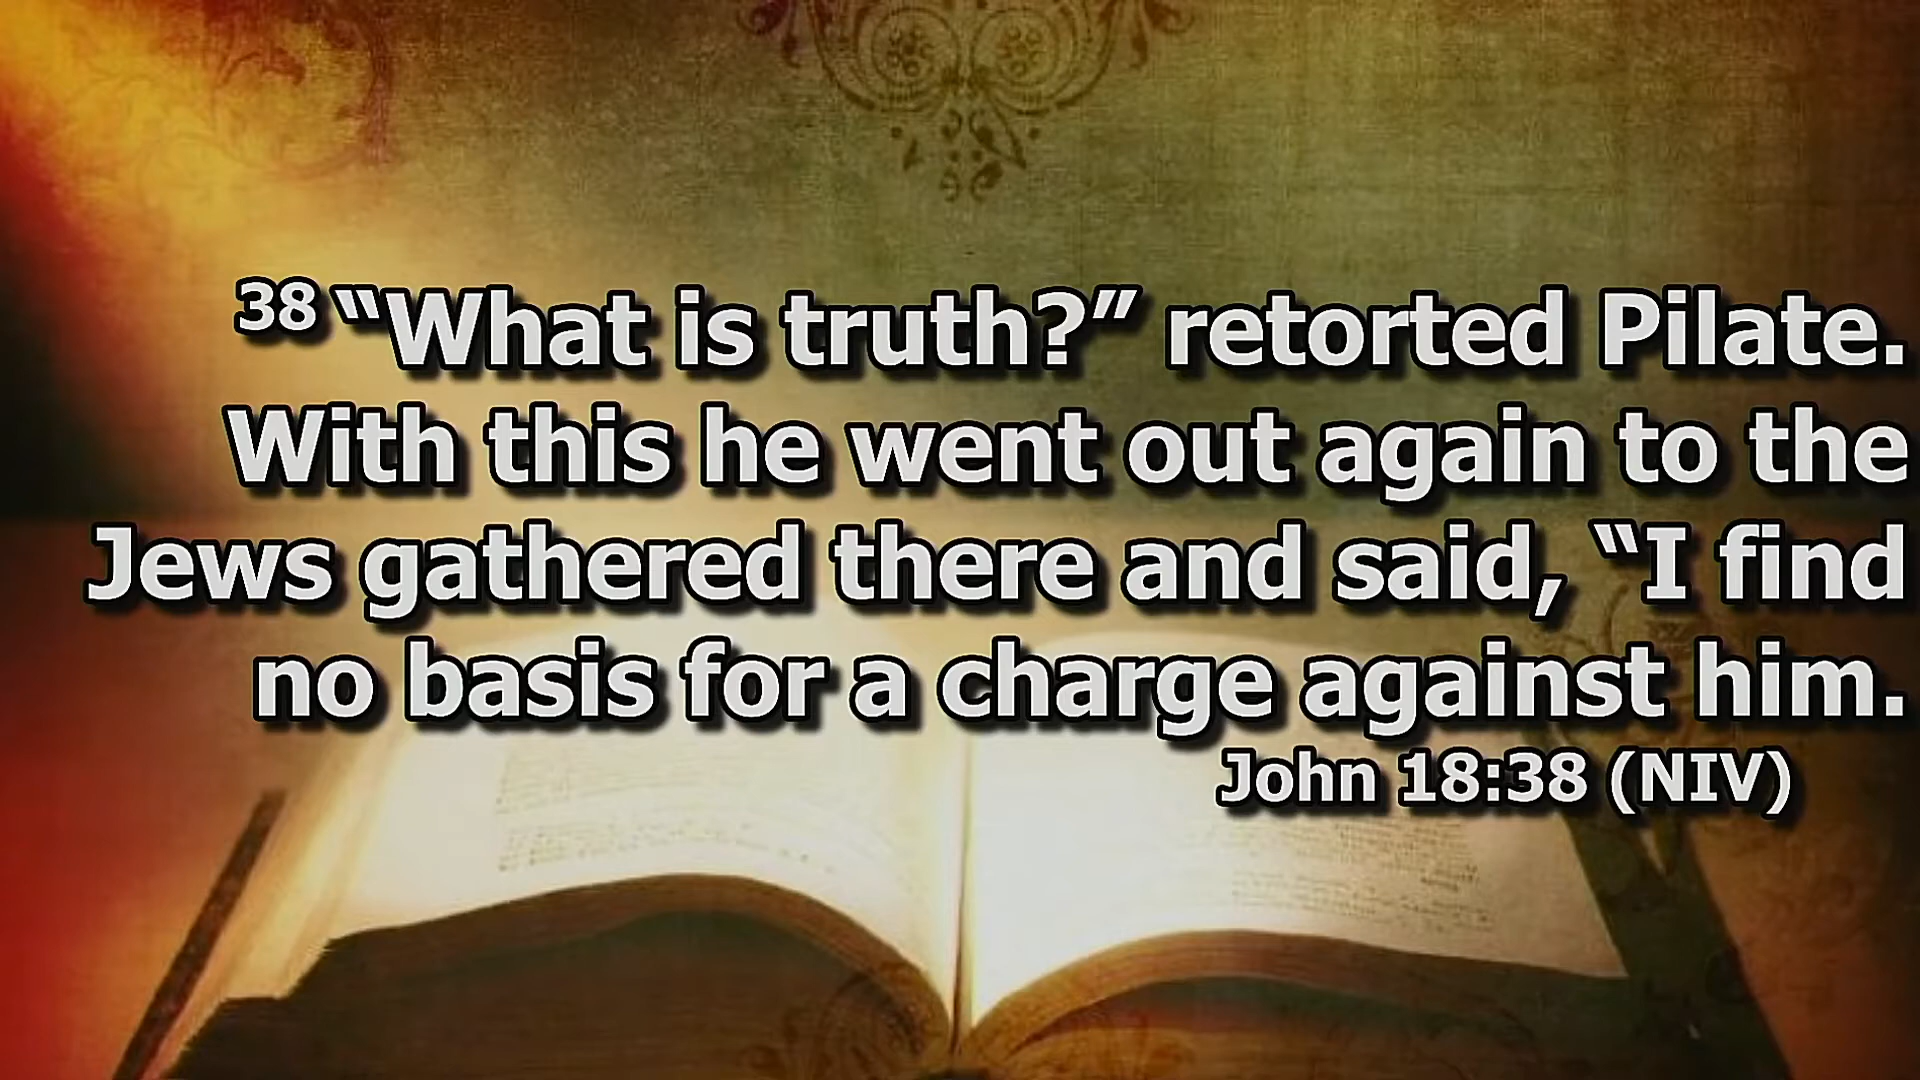 38 “What is truth?” retorted Pilate.
With this he went out again to the
Jews gathered there and said, “I find
no basis for a charge against him.
John 18:38 (NIV)